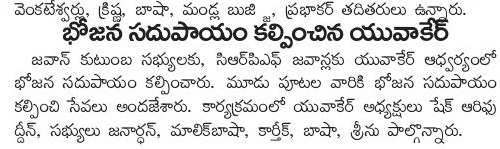 వెంకటేశ్వర్లు, క్రిష్ణ, బాషా, మండ్ల బుజ్జి, ప్రభాకర్ తదితరులు ఉన్నారు.
భోజన సదుపాయం కల్పించిన యువాకేర్
జవాన్ కుటుంబ సభ్యులకు, సిఆర్‌పిఎఫ్ జవాన్లకు యువాకేర్ ఆధ్వర్యంలో
భోజన సదుపాయం కల్పించారు. మూడు పూటల వారికి భోజన సదుపాయం
కల్పించి సేవలు అందజేశారు. కార్యక్రమంలో యువాకేర్ అధ్యక్షులు షేక్ ఆరిఫు
ద్దీన్, సభ్యులు జనార్ధన్, మాలిక్‌బాషా, కార్తీక్, బాషా, శ్రీను పాల్గొన్నారు.